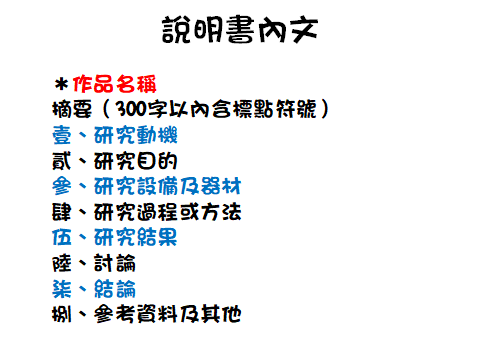 說明書內文
＊作品名稱
摘要（300字以內含標點符號）
壹、研究動機
貳、研究目的
參、研究設備及器材
肆、研究過程或方法
伍、研究結果
陸、討論
柒、結論
捌、參考資料及其他